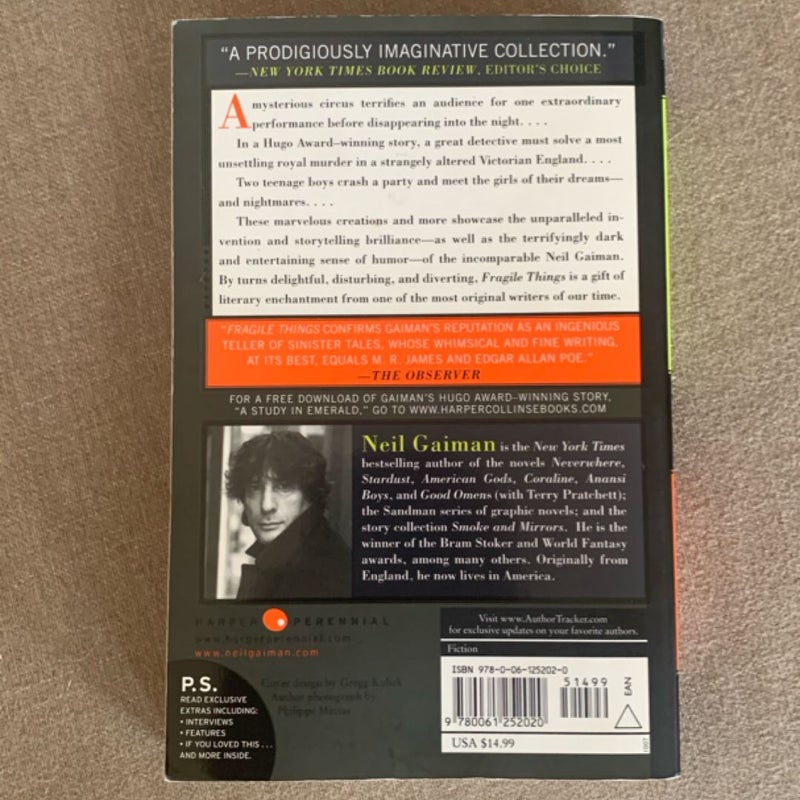 “A PRODIGIOUSLY IMAGINATIVE COLLECTION.”
—NEW YORK TIMES BOOK REVIEW, EDITOR’S CHOICE
A mysterious circus terrifies an audience for one extraordinary
performance before disappearing into the night. . . .
In a Hugo Award–winning story, a great detective must solve a most
unsettling royal murder in a strangely altered Victorian England. . . .
Two teenage boys crash a party and meet the girls of their dreams—
and nightmares. . . .
These marvelous creations and more showcase the unparalleled in-
vention and storytelling brilliance—as well as the terrifyingly dark
and entertaining sense of humor—of the incomparable Neil Gaiman.
By turns delightful, disturbing, and diverting, Fragile Things is a gift of
literary enchantment from one of the most original writers of our time.
“FRAGILE THINGS CONFIRMS GAIMAN’S REPUTATION AS AN INGENIOUS
TELLER OF SINISTER TALES, WHOSE WHIMSICAL AND FINE WRITING,
AT ITS BEST, EQUALS M. R. JAMES AND EDGAR ALLAN POE.”
—THE OBSERVER
FOR A FREE DOWNLOAD OF GAIMAN’S HUGO AWARD–WINNING STORY,
“A STUDY IN EMERALD,” GO TO WWW.HARPERCOLLINSEBOOKS.COM
Neil Gaiman is the New York Times
bestselling author of the novels Neverwhere,
Stardust, American Gods, Coraline, Anansi
Boys, and Good Omens (with Terry Pratchett);
the Sandman series of graphic novels; and the
story collection Smoke and Mirrors. He is the
winner of the Bram Stoker and World Fantasy
awards, among many others. Originally from
England, he now lives in America.
HARPER PERENNIAL
www.harperperennial.com
www.neilgaiman.com
Cover design by Gregg Kulick
Author photograph by
Philippe Matsas
P.S.
READ EXCLUSIVE
EXTRAS INCLUDING:
• INTERVIEWS
• FEATURES
• IF YOU LOVED THIS . . .
AND MORE INSIDE.
Visit www.AuthorTracker.com
for exclusive updates on your favorite authors.
Fiction
ISBN 978-0-06-125202-0
51499
EAN
9 780061 252020
USA $14.99
1007